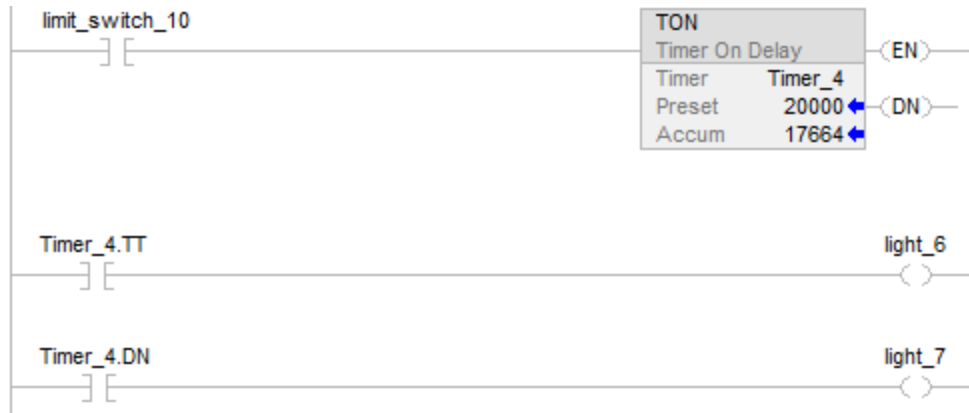 limit_switch_10
TON
Timer On Delay
EN
Timer Timer_4
Preset 20000
DN
Accum 17664
Timer_4.TT light_6
Timer_4.DN light_7